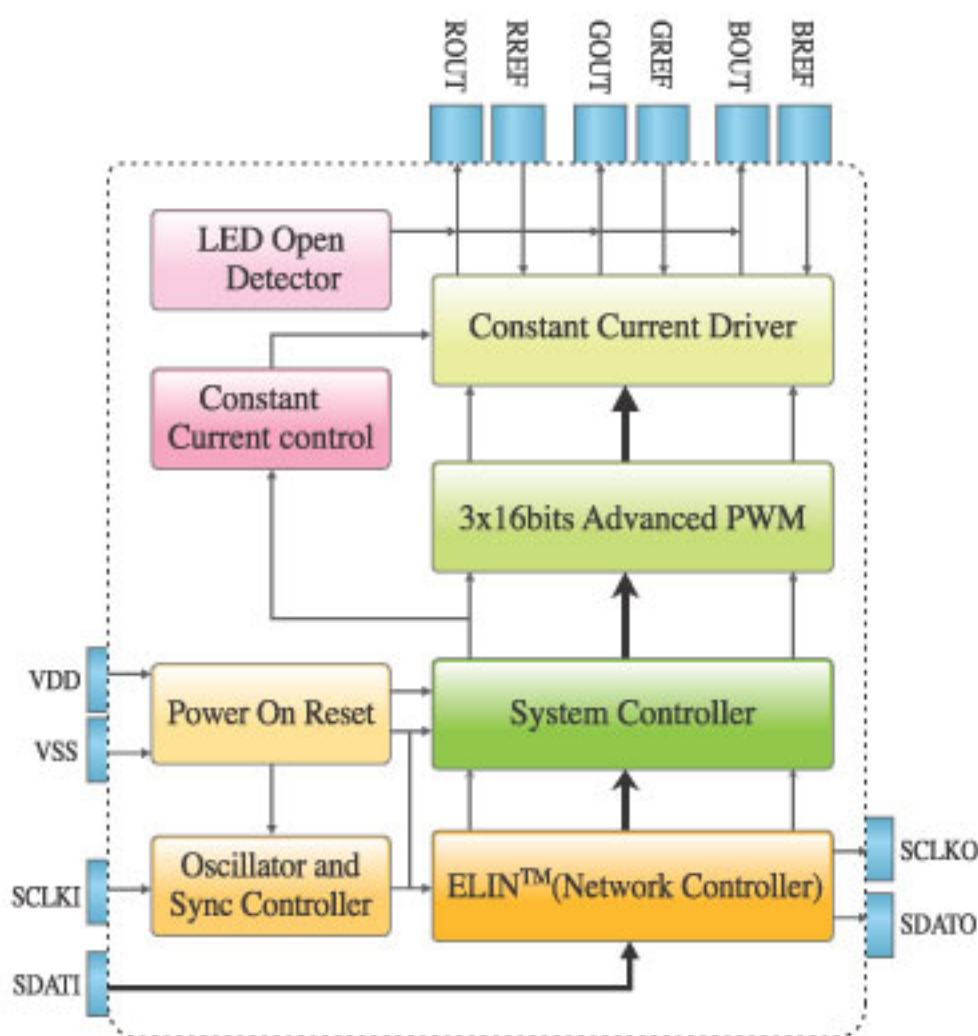 ROUT
RREF
GOUT
GREF
BOUT
BREF
LED Open
Detector
Constant Current Driver
Constant
Current control
3x16bits Advanced PWM
VDD
VSS
Power On Reset
System Controller
SCLKI
Oscillator and
Sync Controller
ELIN™(Network Controller)
SCLKO
SDATO
SDATI